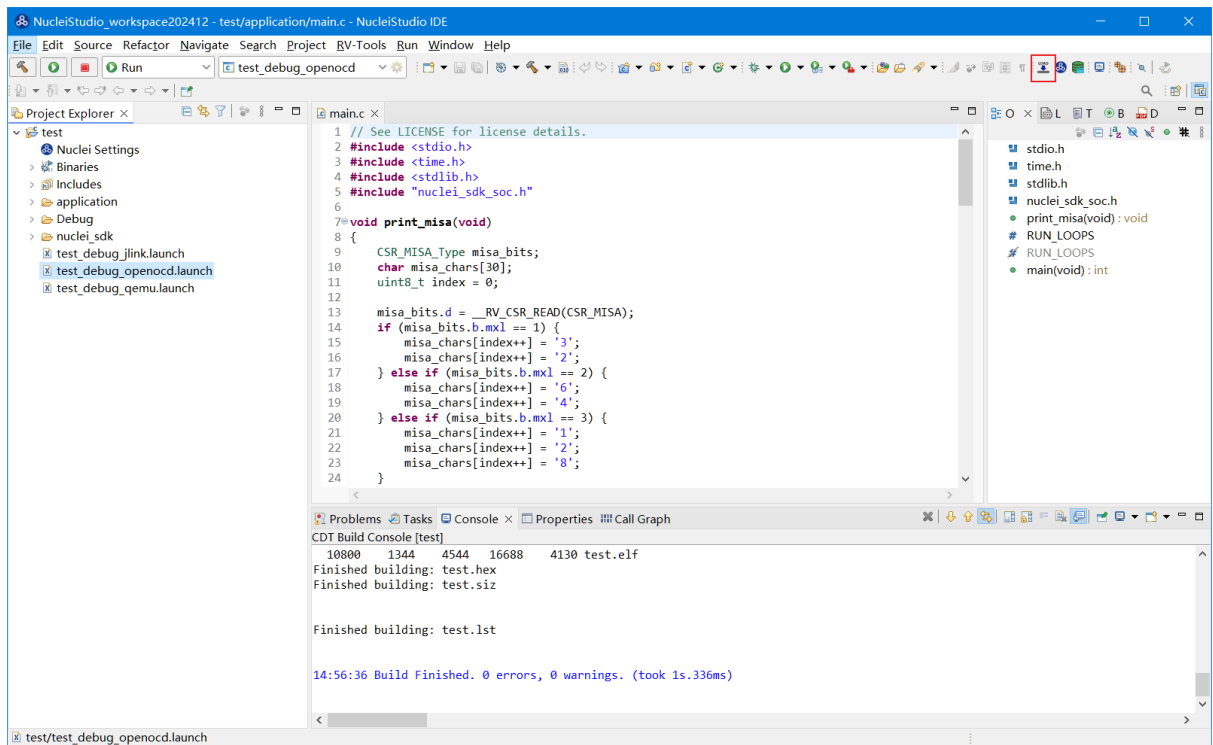 NucleiStudio_workspace202412 - test/application/main.c - NucleiStudio IDE
File Edit Source Refactor Navigate Search Project RV-Tools Run Window Help
Run test_debug_openocd
Project Explorer
test
Nuclei Settings
Binaries
Includes
application
Debug
nuclei_sdk
test_debug_jlink.launch
test_debug_openocd.launch
test_debug_qemu.launch
main.c
1 // See LICENSE for license details.
2 #include <stdio.h>
3 #include <time.h>
4 #include <stdlib.h>
5 #include "nuclei_sdk_soc.h"
6
7 void print_misa(void)
8 {
9     CSR_MISA_Type misa_bits;
10     char misa_chars[30];
11     uint8_t index = 0;
12
13     misa_bits.d = __RV_CSR_READ(CSR_MISA);
14     if (misa_bits.b.mxl == 1) {
15         misa_chars[index++] = '3';
16         misa_chars[index++] = '2';
17     } else if (misa_bits.b.mxl == 2) {
18         misa_chars[index++] = '6';
19         misa_chars[index++] = '4';
20     } else if (misa_bits.b.mxl == 3) {
21         misa_chars[index++] = '1';
22         misa_chars[index++] = '2';
23         misa_chars[index++] = '8';
24     }
O L T B D
stdio.h
time.h
stdlib.h
nuclei_sdk_soc.h
print_misa(void) : void
# RUN_LOOPS
# RUN_LOOPS
main(void) : int
Problems Tasks Console Properties Call Graph
CDT Build Console [test]
10800 1344 4544 16688 4130 test.elf
Finished building: test.hex
Finished building: test.siz
Finished building: test.lst
14:56:36 Build Finished. 0 errors, 0 warnings. (took 1s.336ms)
test/test_debug_openocd.launch